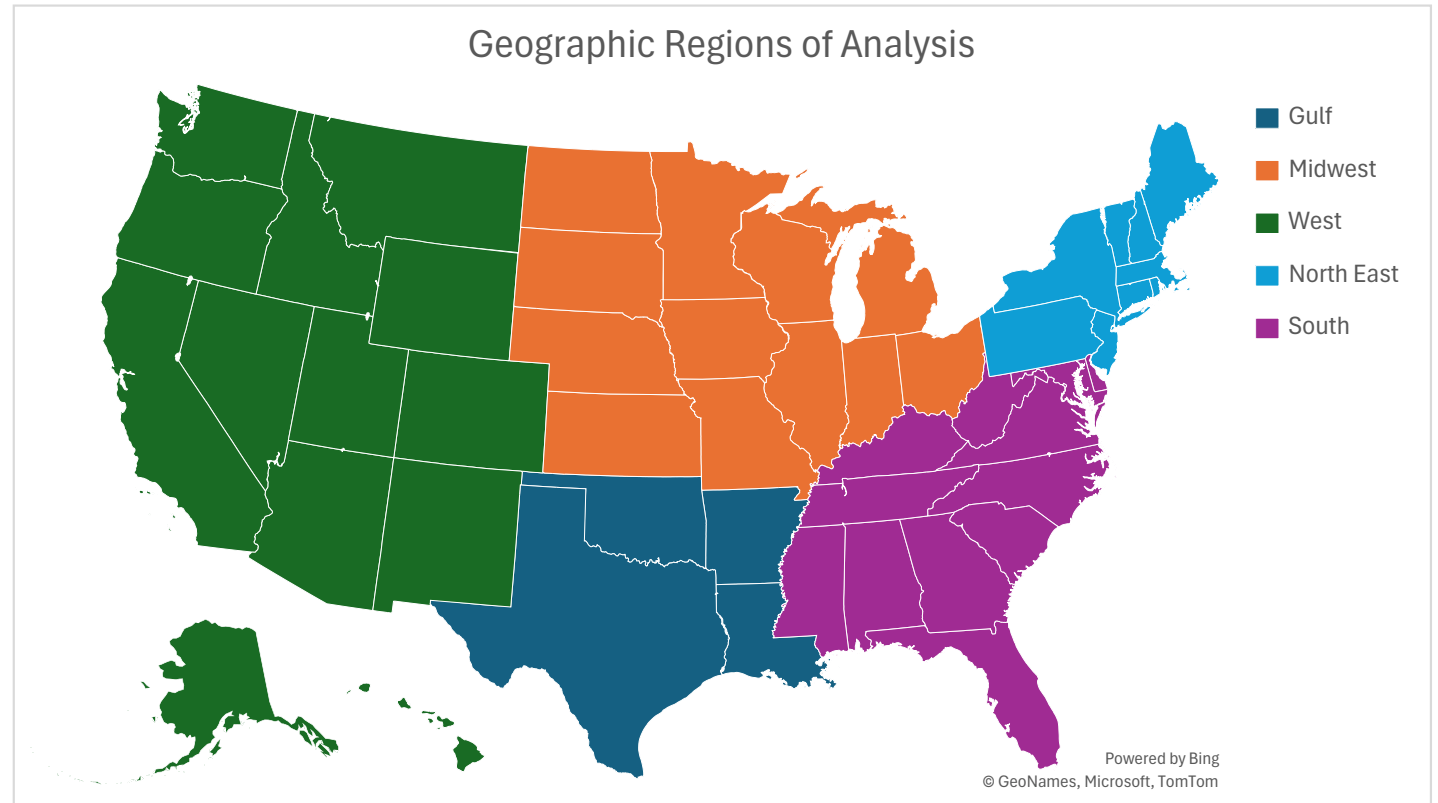 Geographic Regions of Analysis
Gulf
Midwest
West
North East
South
Powered by Bing
© GeoNames, Microsoft, TomTom